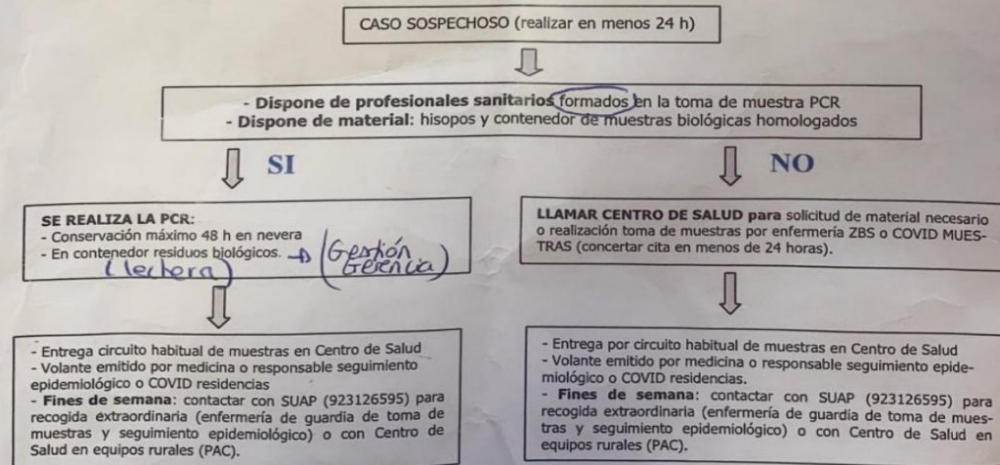 CASO SOSPECHOSO (realizar en menos 24 h)
- Dispone de profesionales sanitarios formados en la toma de muestra PCR
- Dispone de material: hisopos y contenedor de muestras biológicas homologados
SI
NO
SE REALIZA LA PCR:
- Conservación máximo 48 h en nevera
- En contenedor residuos biológicos. → (Gestión
Gerencia)
(lechera)
LLAMAR CENTRO DE SALUD para solicitud de material necesario
o realización toma de muestras por enfermería ZBS o COVID MUES-
TRAS (concertar cita en menos de 24 horas).
- Entrega circuito habitual de muestras en Centro de Salud
- Volante emitido por medicina o responsable seguimiento
epidemiológico o COVID residencias
- Fines de semana: contactar con SUAP (923126595) para
recogida extraordinaria (enfermería de guardia de toma de
muestras y seguimiento epidemiológico) o con Centro de
Salud en equipos rurales (PAC).
- Entrega por circuito habitual de muestras en Centro de Salud
- Volante emitido por medicina o responsable seguimiento epide-
miológico o COVID residencias.
- Fines de semana: contactar con SUAP (923126595) para
recogida extraordinaria (enfermería de guardia de toma de mues-
tras y seguimiento epidemiológico) o con Centro de Salud en
equipos rurales (PAC).